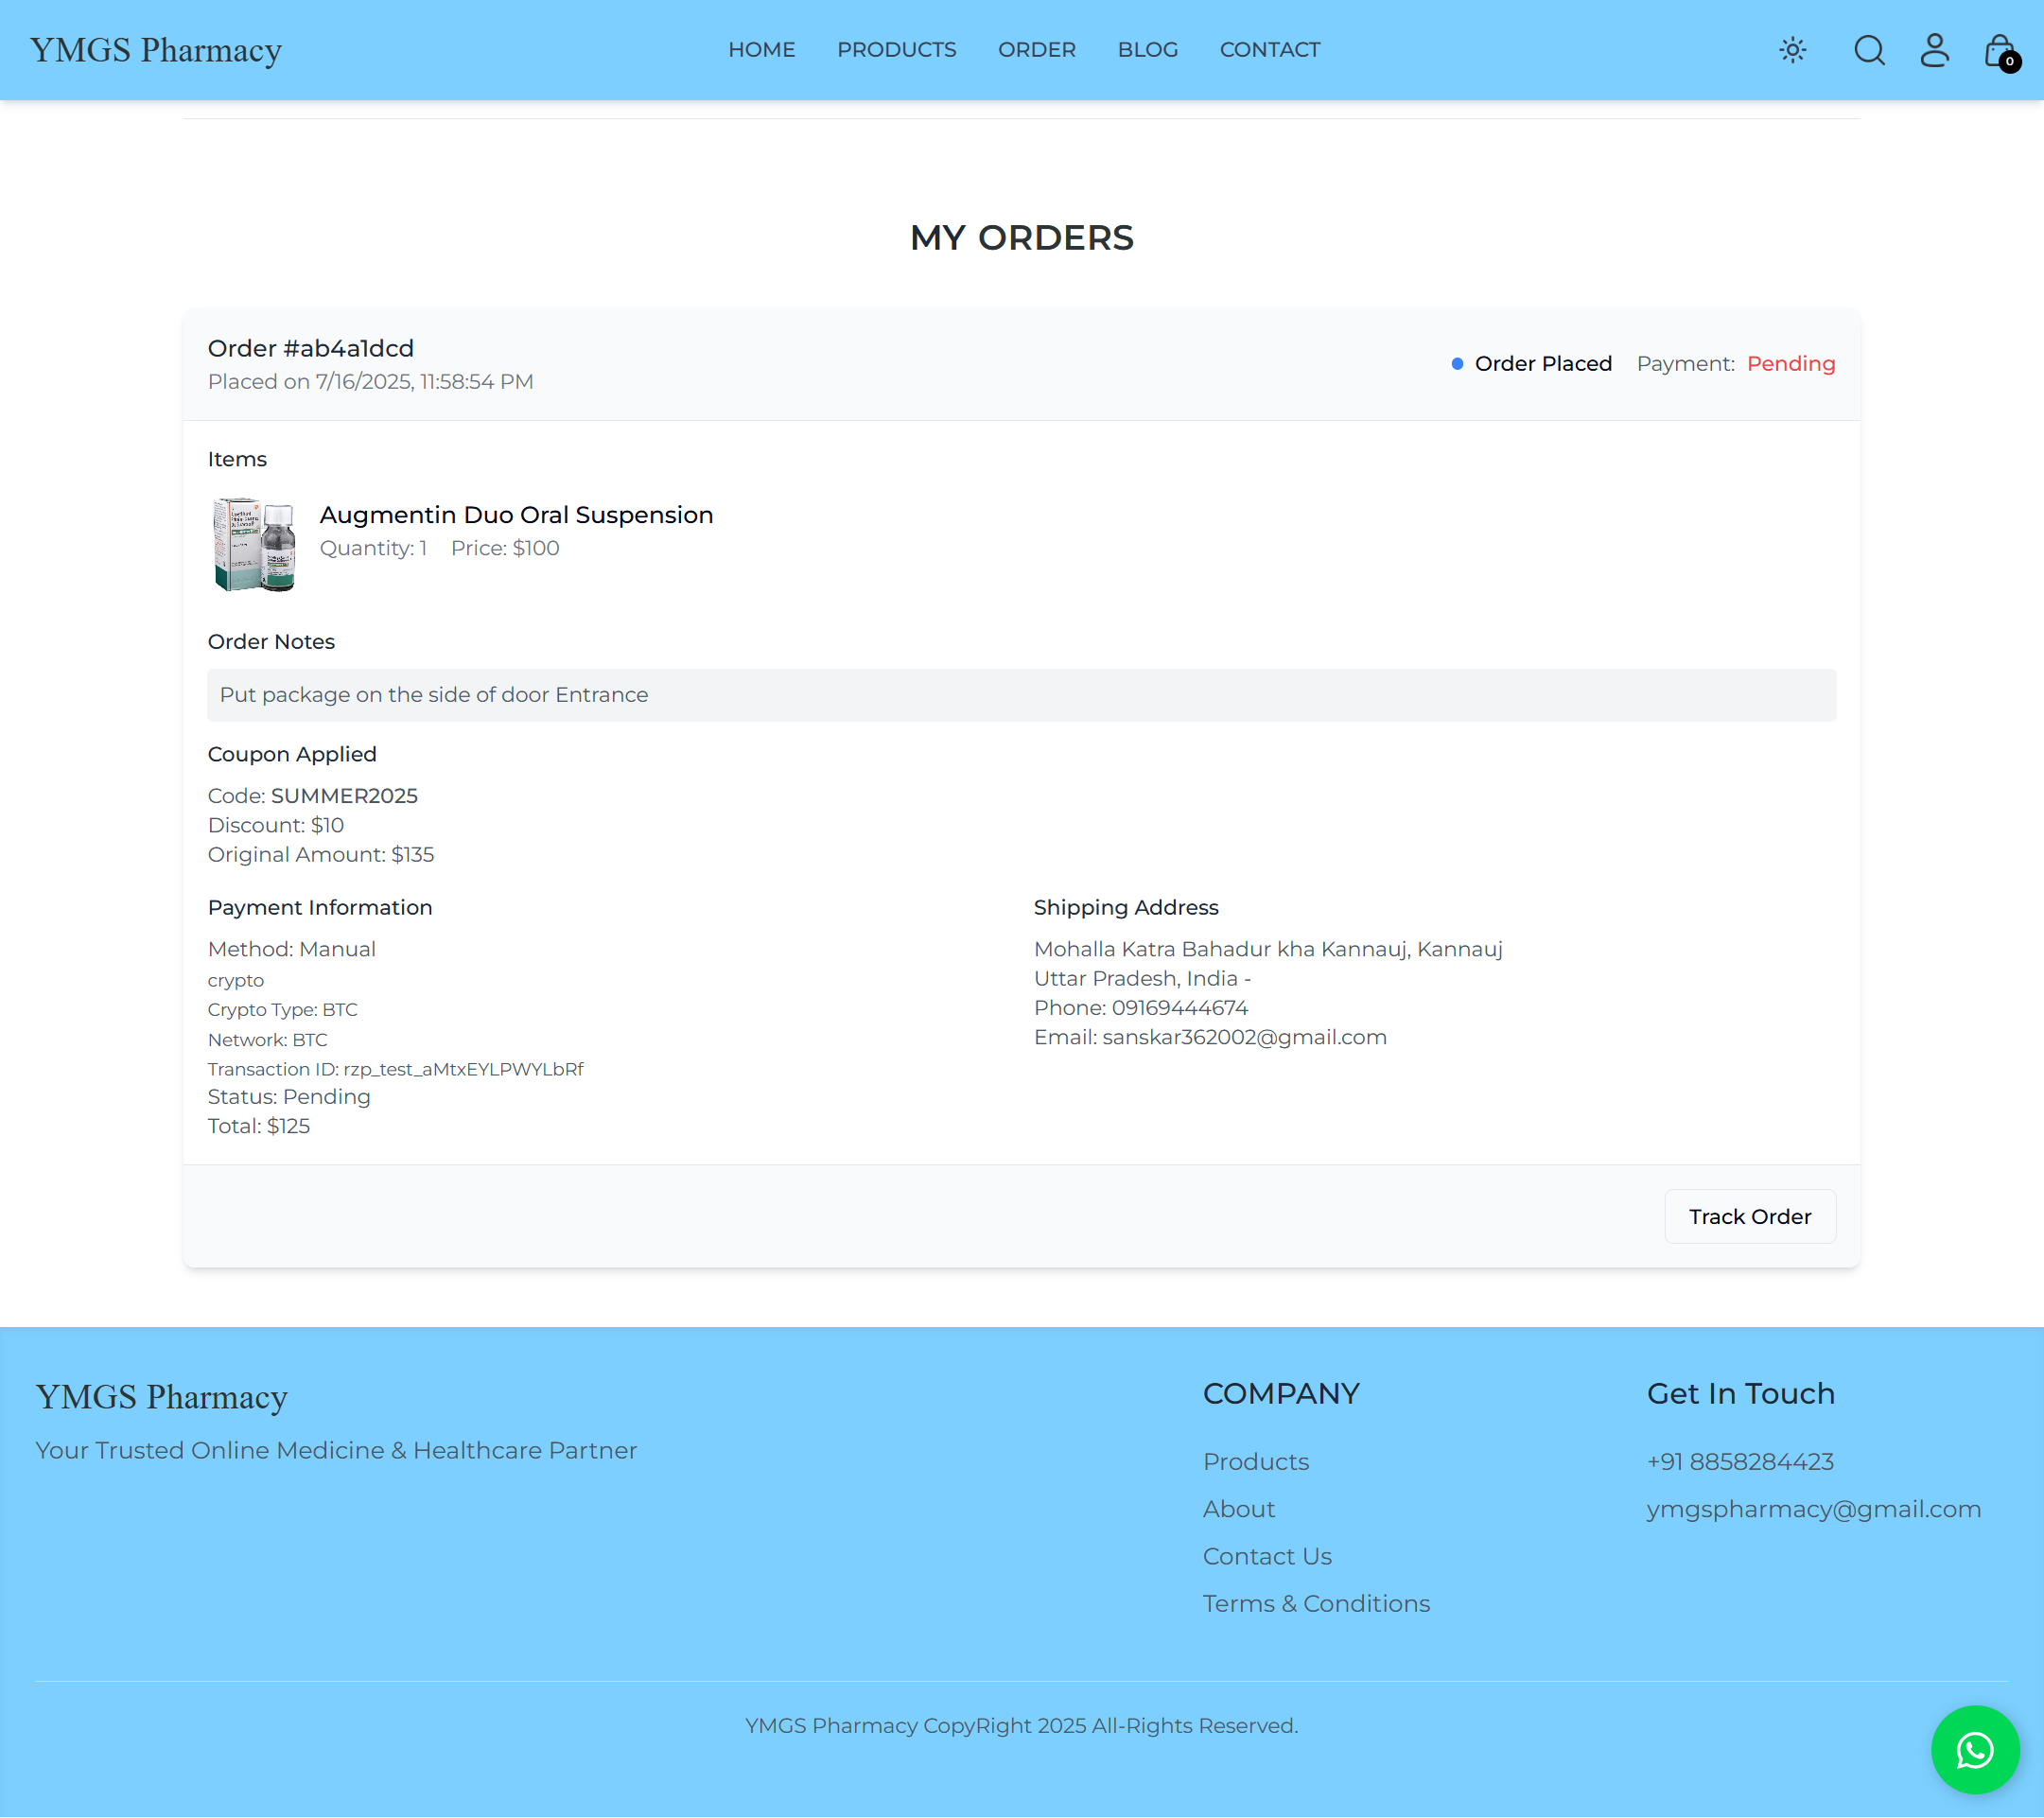 YMGS Pharmacy
HOME PRODUCTS ORDER BLOG CONTACT
0
MY ORDERS
Order #ab4a1dcd
Placed on 7/16/2025, 11:58:54 PM
Order Placed Payment: Pending
Items
Augmentin Duo Oral Suspension
Quantity: 1 Price: $100
Order Notes
Put package on the side of door Entrance
Coupon Applied
Code: SUMMER2025
Discount: $10
Original Amount: $135
Payment Information
Method: Manual
crypto
Crypto Type: BTC
Network: BTC
Transaction ID: rzp_test_aMtxEYLPWYLbRf
Status: Pending
Total: $125
Shipping Address
Mohalla Katra Bahadur kha Kannauj, Kannauj
Uttar Pradesh, India -
Phone: 09169444674
Email: sanskar362002@gmail.com
Track Order
YMGS Pharmacy
Your Trusted Online Medicine & Healthcare Partner
COMPANY
Products
About
Contact Us
Terms & Conditions
Get In Touch
+91 8858284423
ymgspharmacy@gmail.com
YMGS Pharmacy CopyRight 2025 All-Rights Reserved.